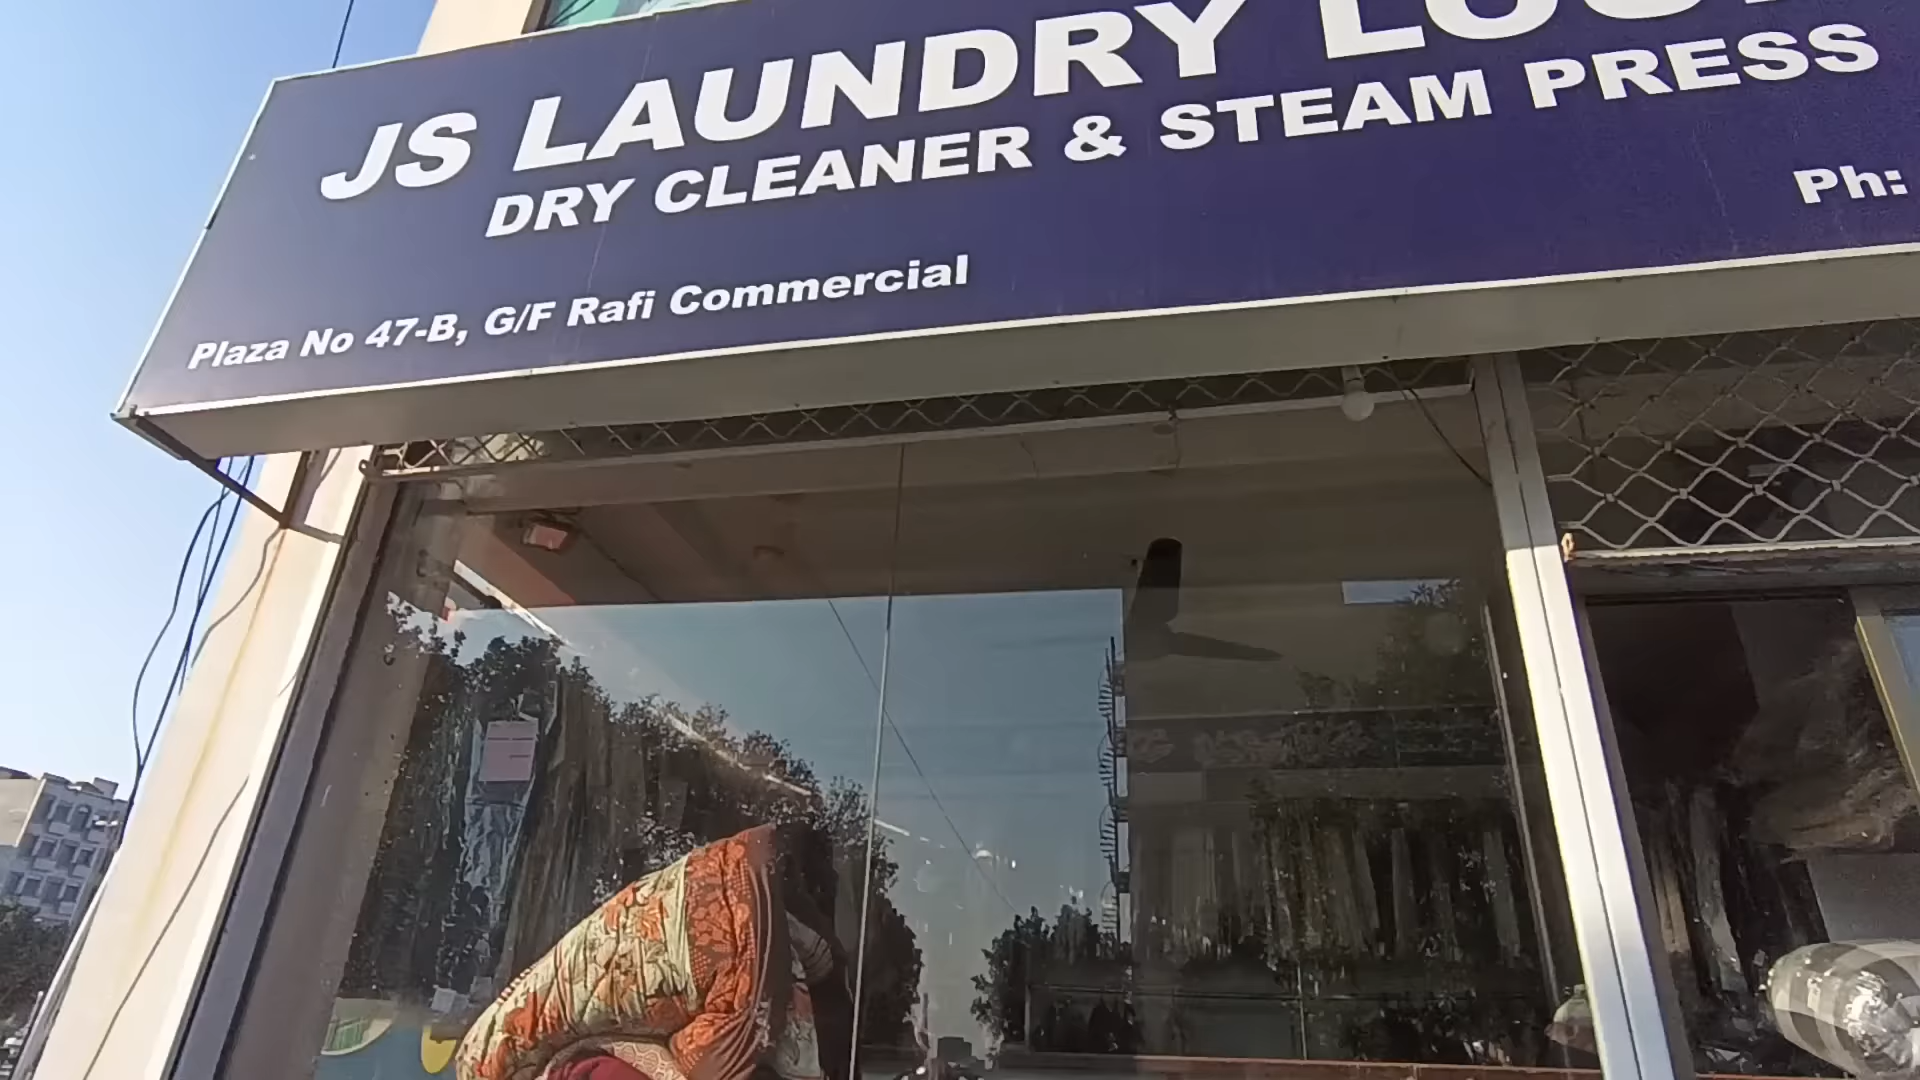 JS LAUNDRY
DRY CLEANER & STEAM PRESS
Ph:
Plaza No 47-B, G/F Rafi Commercial